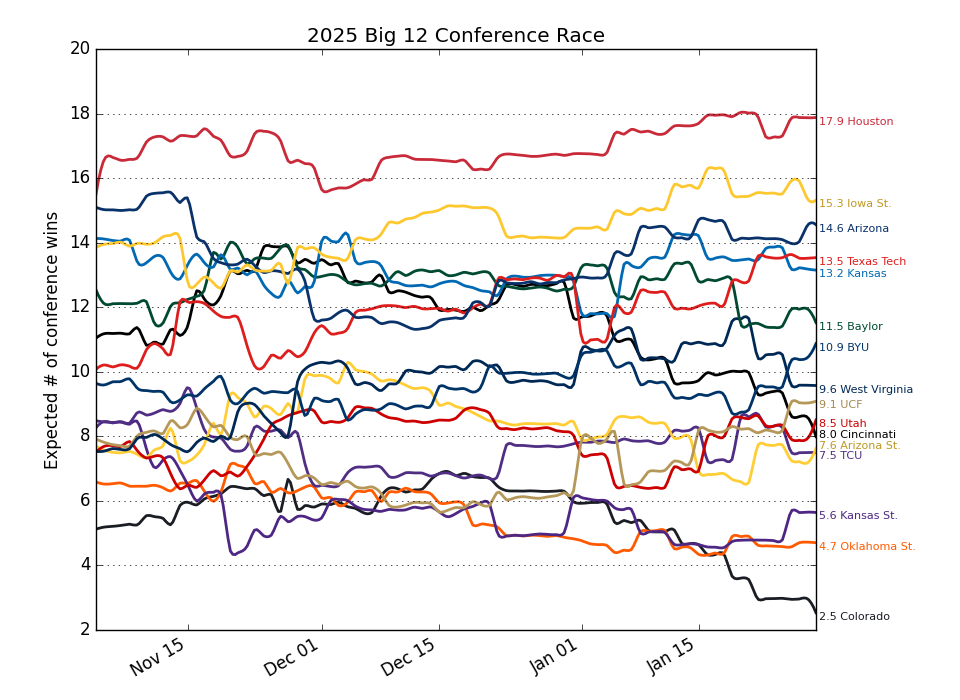 2025 Big 12 Conference Race
Expected # of conference wins
20
18
16
14
12
10
8
6
4
2
17.9 Houston
15.3 Iowa St.
14.6 Arizona
13.5 Texas Tech
13.2 Kansas
11.5 Baylor
10.9 BYU
9.6 West Virginia
9.1 UCF
8.5 Utah
8.0 Cincinnati
7.6 Arizona St.
7.5 TCU
5.6 Kansas St.
4.7 Oklahoma St.
2.5 Colorado
Nov 15
Dec 01
Dec 15
Jan 01
Jan 15